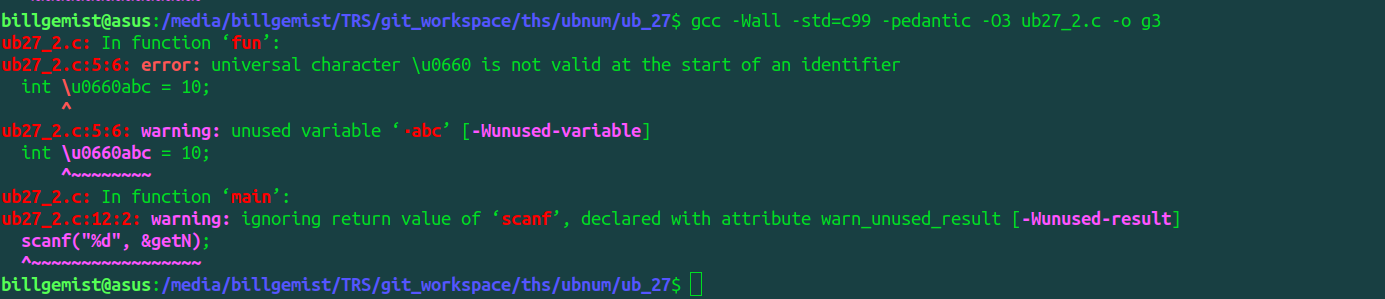 billgemist@asus:/media/billgemist/TRS/git_workspace/ths/ubnum/ub_27$ gcc -Wall -std=c99 -pedantic -O3 ub27_2.c -o g3
ub27_2.c: In function ‘fun’:
ub27_2.c:5:6: error: universal character \u0660 is not valid at the start of an identifier
int \u0660abc = 10;
^
ub27_2.c:5:6: warning: unused variable ‘٠abc’ [-Wunused-variable]
int \u0660abc = 10;
^~~~~~~~~
ub27_2.c: In function ‘main’:
ub27_2.c:12:2: warning: ignoring return value of ‘scanf’, declared with attribute warn_unused_result [-Wunused-result]
scanf("%d", &getN);
^~~~~~~~~~~~~~~~~~
billgemist@asus:/media/billgemist/TRS/git_workspace/ths/ubnum/ub_27$